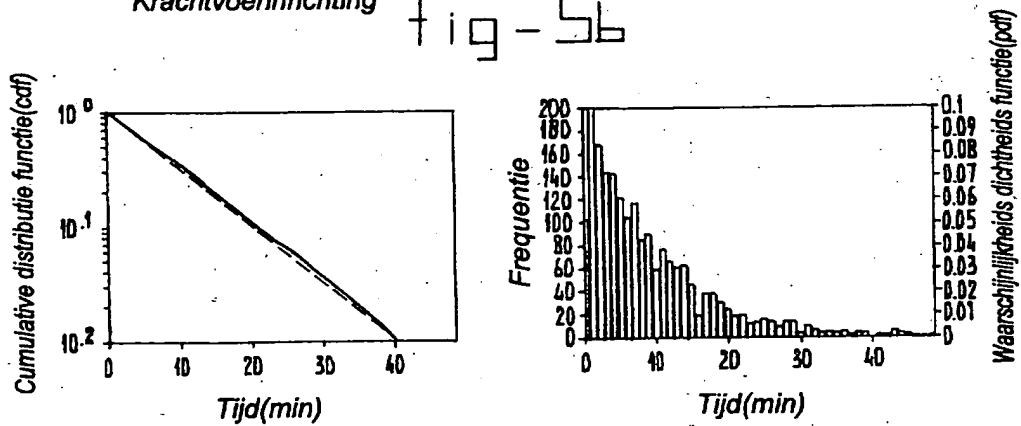 Krachtvoerinrichting
fig-5b
Cumulative distributie functie(cdf)
10 0
10-1
10-2
0 10 20 30 40
Tijd(min)
Frequentie
200
180
160
140
120
100
80
60
40
20
0
0 10 20 30 40
Tijd(min)
0.1
0.09
0.08
0.07
0.06
0.05
0.04
0.03
0.02
0.01
0
Waarschijnlijkheids dichtheids functie(pdf)